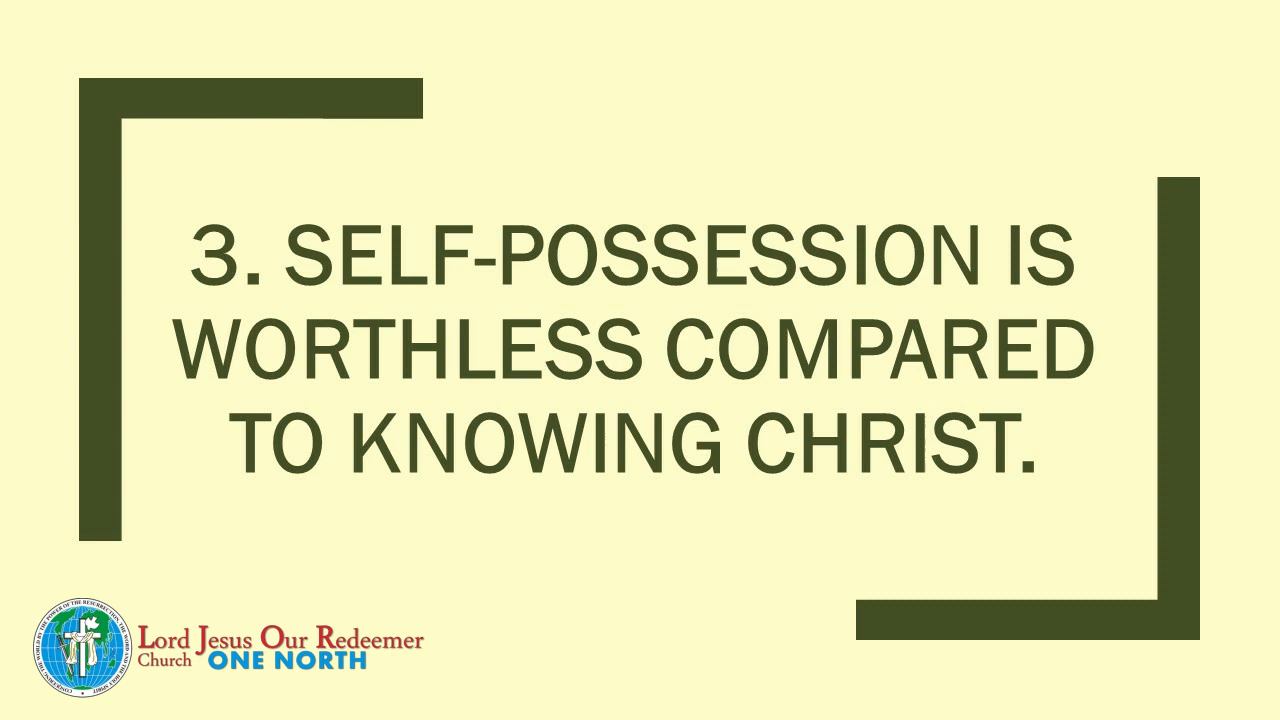 3. SELF-POSSESSION IS
WORTHLESS COMPARED
TO KNOWING CHRIST.
Lord Jesus Our Redeemer
Church ONE NORTH